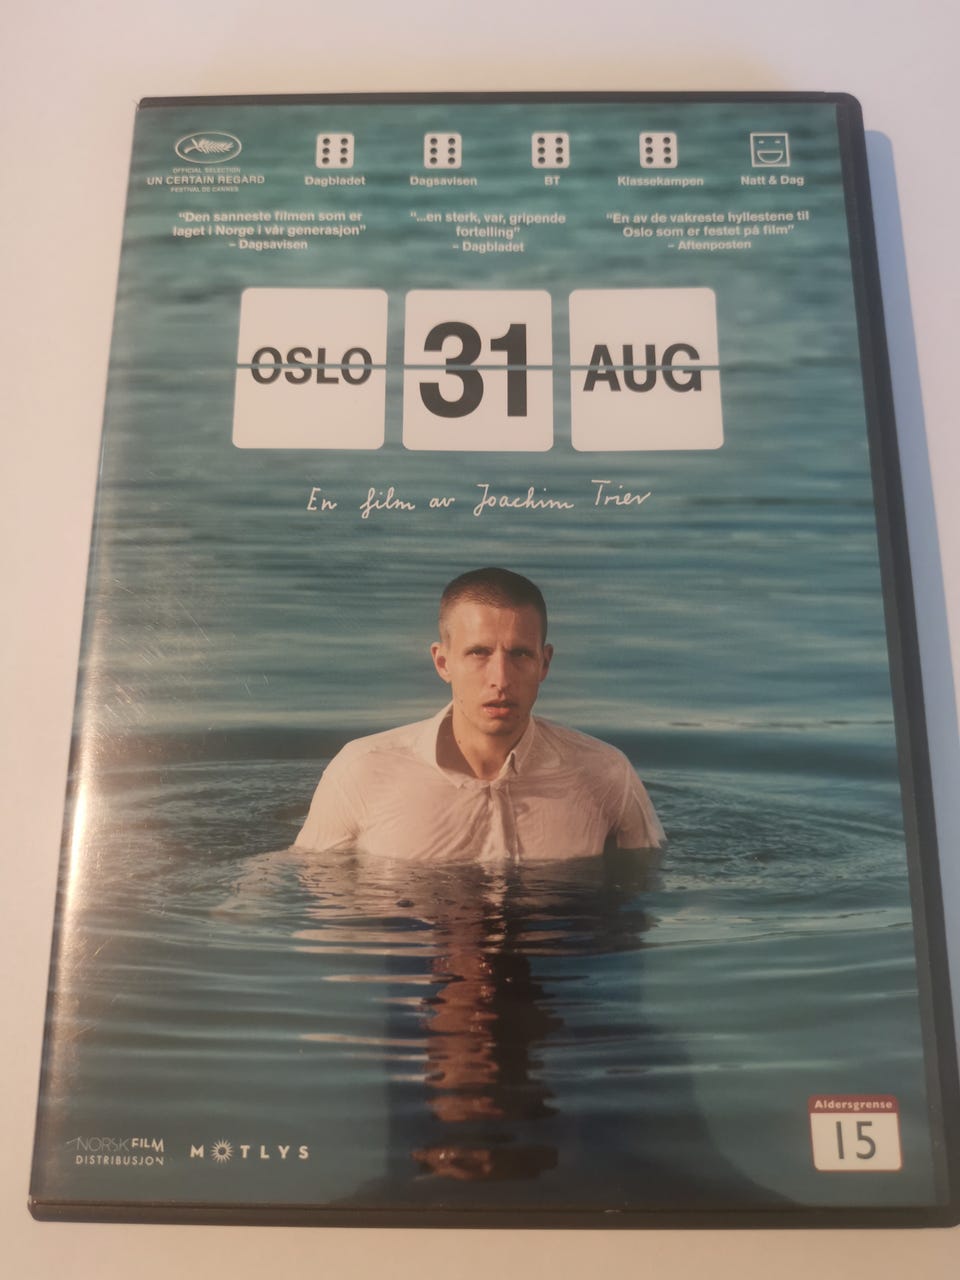 OFFICIAL SELECTION
UN CERTAIN REGARD
FESTIVAL DE CANNES
Dagbladet
Dagsavisen
BT
Klassekampen
Natt & Dag
"Den sanneste filmen som er
laget i Norge i vår generasjon"
– Dagsavisen
"...en sterk, var, gripende
fortelling"
– Dagbladet
"En av de vakreste hyllestene til
Oslo som er festet på film"
– Aftenposten
OSLO 31 AUG
En film av Joachim Trier
NORSK FILM
DISTRIBUSJON
MOTLYS
Aldersgrense
15